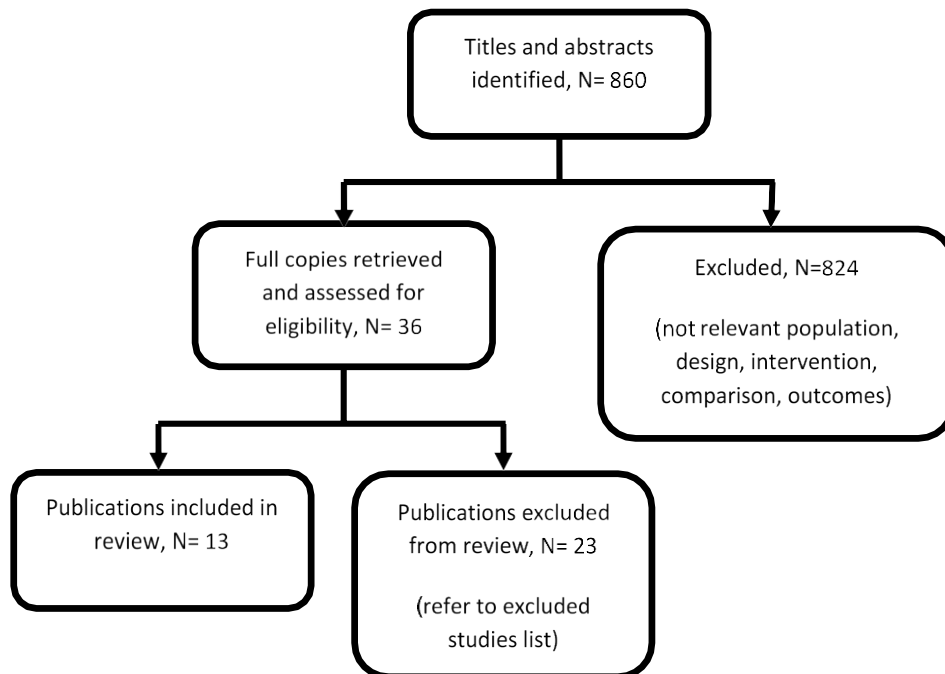 Titles and abstracts
identified, N= 860
Full copies retrieved
and assessed for
eligibility, N= 36
Excluded, N=824
(not relevant population,
design, intervention,
comparison, outcomes)
Publications included in
review, N= 13
Publications excluded
from review, N= 23
(refer to excluded
studies list)